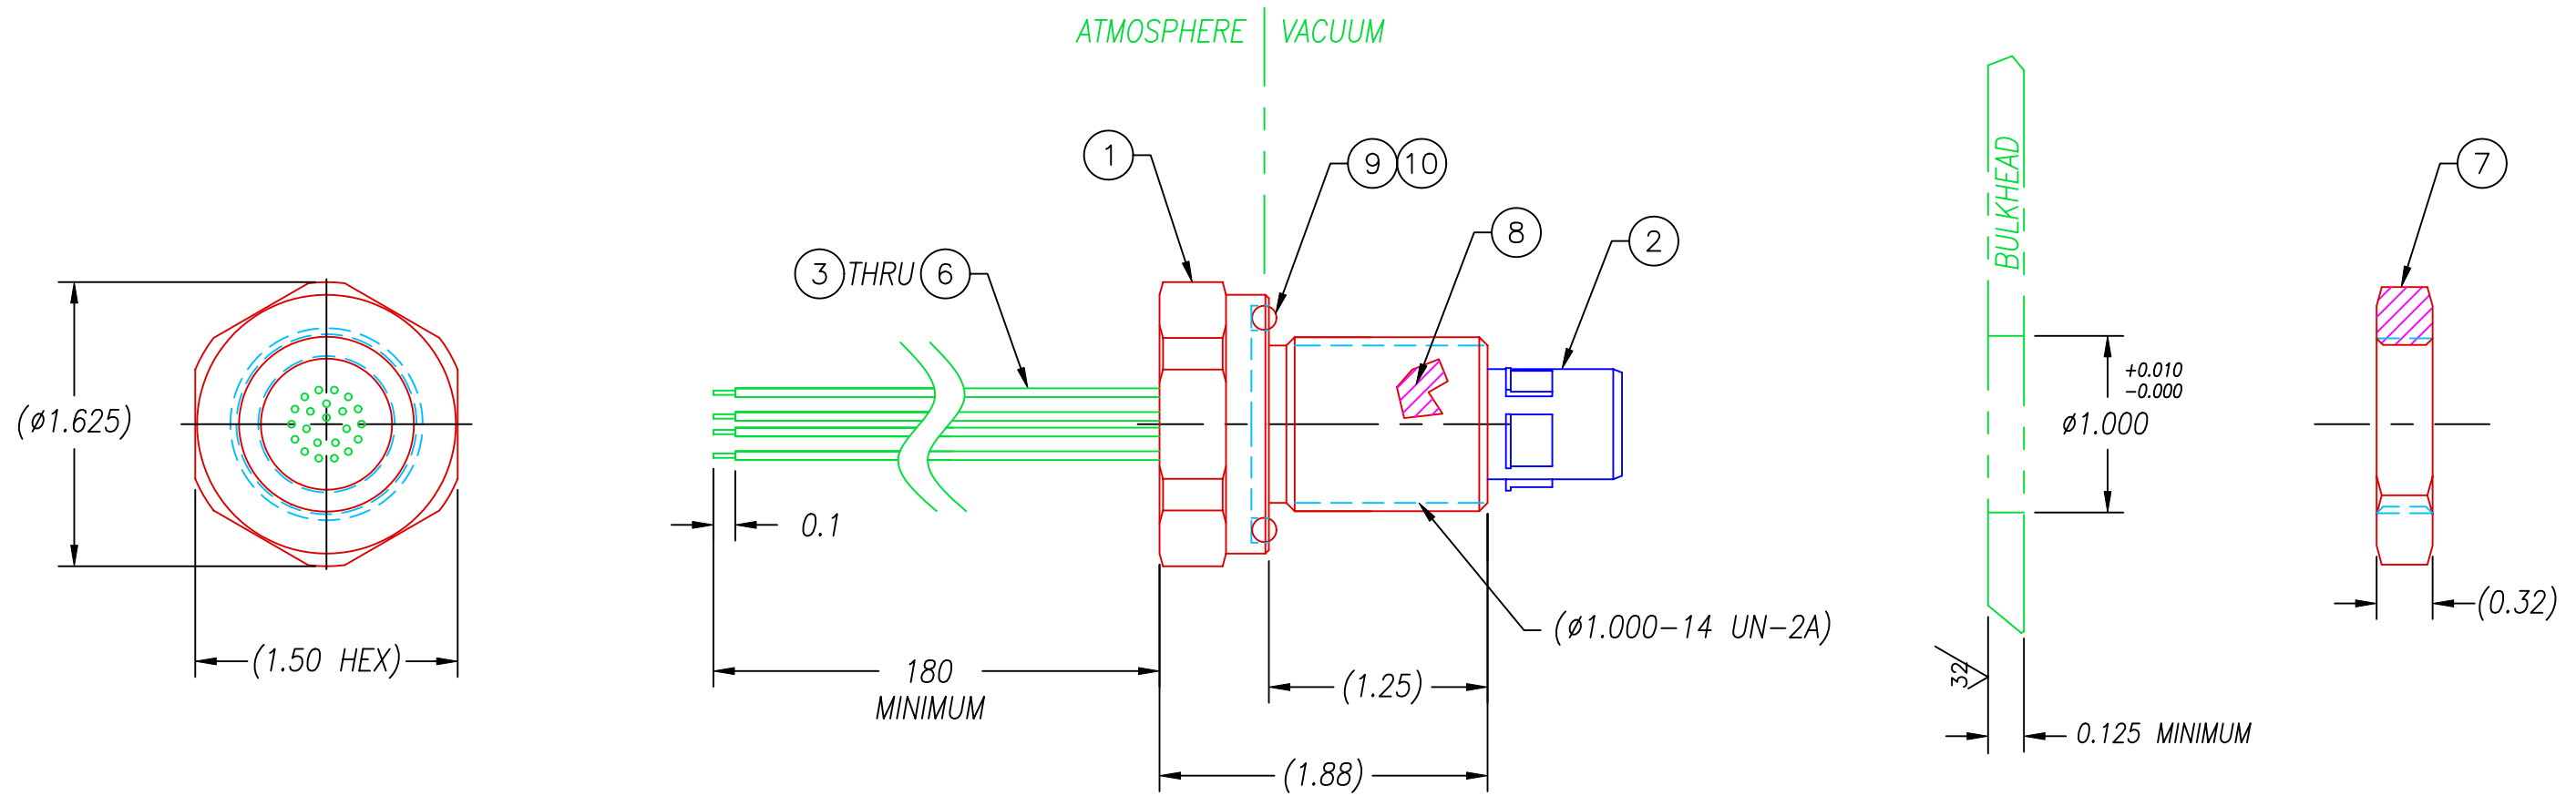 ATMOSPHERE VACUUM
1
9 10
8
2
7
3 THRU 6
BULKHEAD
(ø1.625)
(1.50 HEX)
0.1
180
MINIMUM
(1.25)
(1.88)
(ø1.000-14 UN-2A)
+0.010
-0.000
ø1.000
32
0.125 MINIMUM
(0.32)